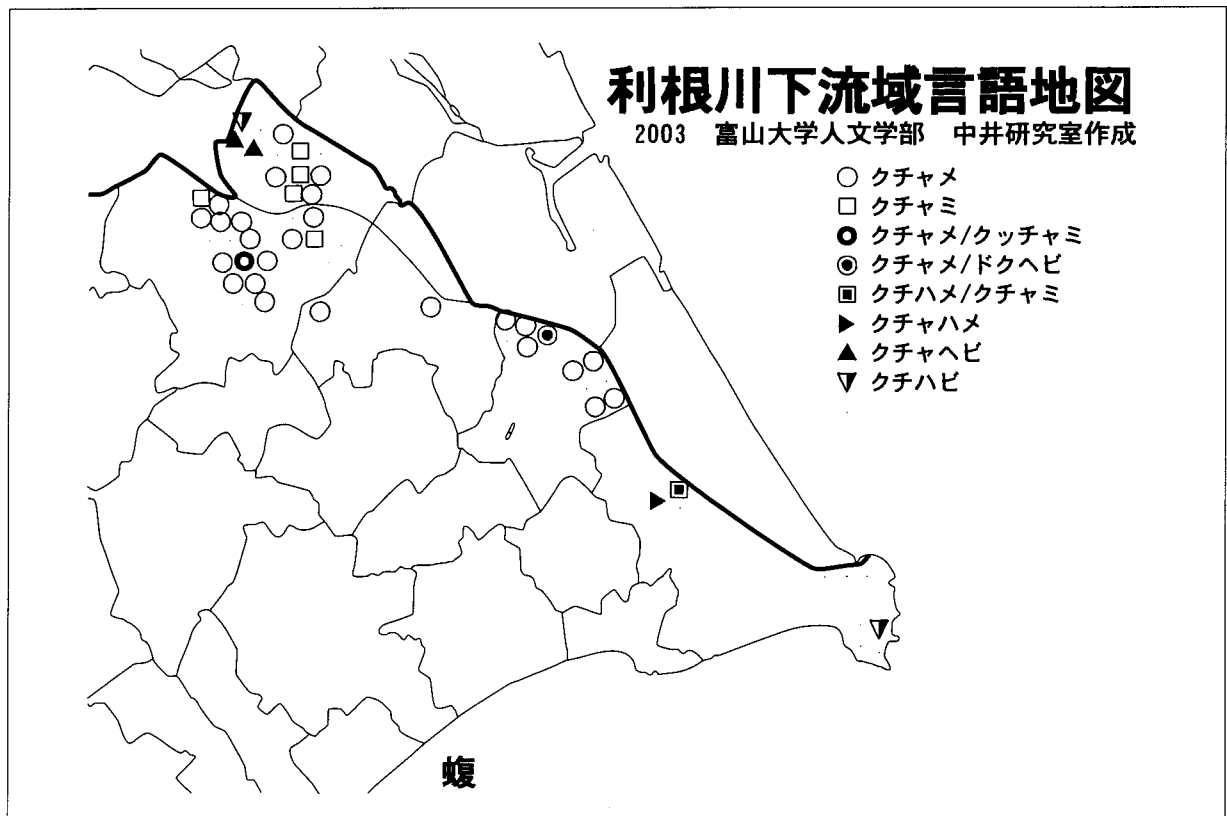 利根川下流域言語地図
2003 富山大学人文学部 中井研究室作成
クチャメ
クチャミ
クチャメ/クッチャミ
クチャメ/ドクヘビ
クチハメ/クチャミ
クチャハメ
クチャヘビ
クチハビ
蝮